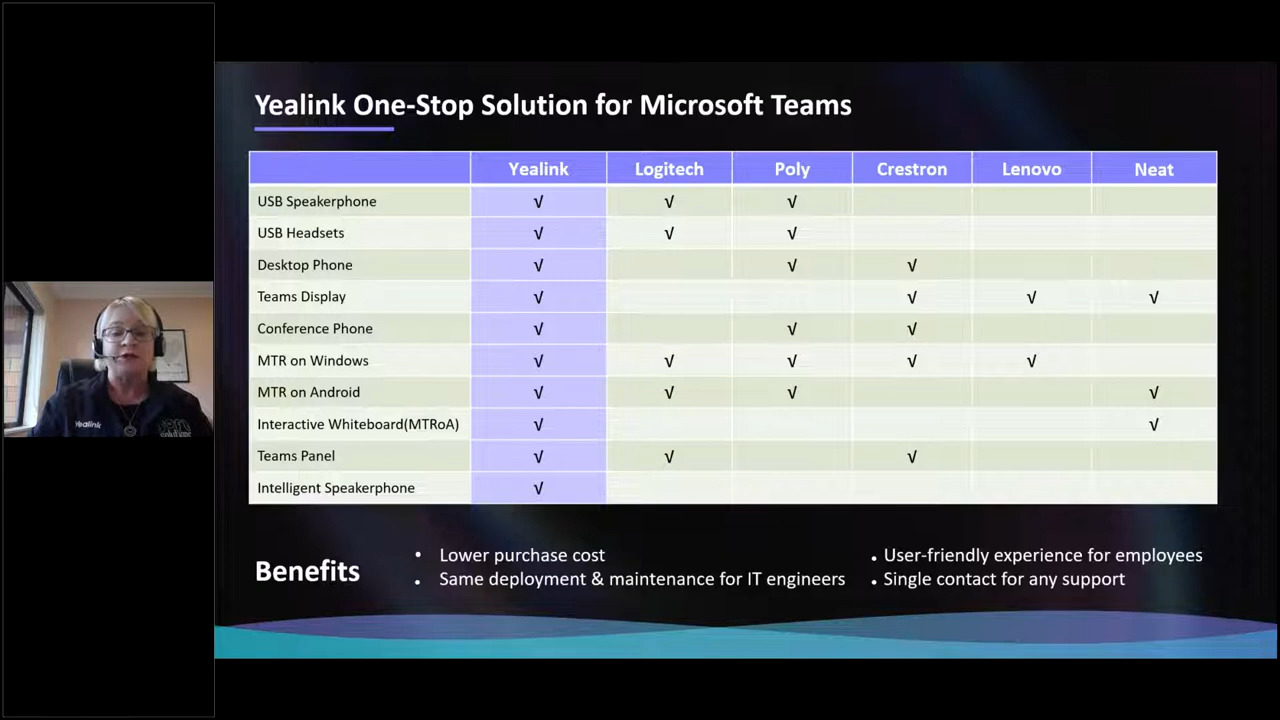 Yealink One-Stop Solution for Microsoft Teams
Yealink Logitech Poly Crestron Lenovo Neat
USB Speakerphone √ √ √
USB Headsets √ √ √
Desktop Phone √ √ √
Teams Display √ √ √ √
Conference Phone √ √ √
MTR on Windows √ √ √ √ √
MTR on Android √ √ √ √
Interactive Whiteboard(MTRoA) √ √
Teams Panel √ √ √
Intelligent Speakerphone √
Benefits
• Lower purchase cost
• Same deployment & maintenance for IT engineers
• User-friendly experience for employees
• Single contact for any support
Yealink